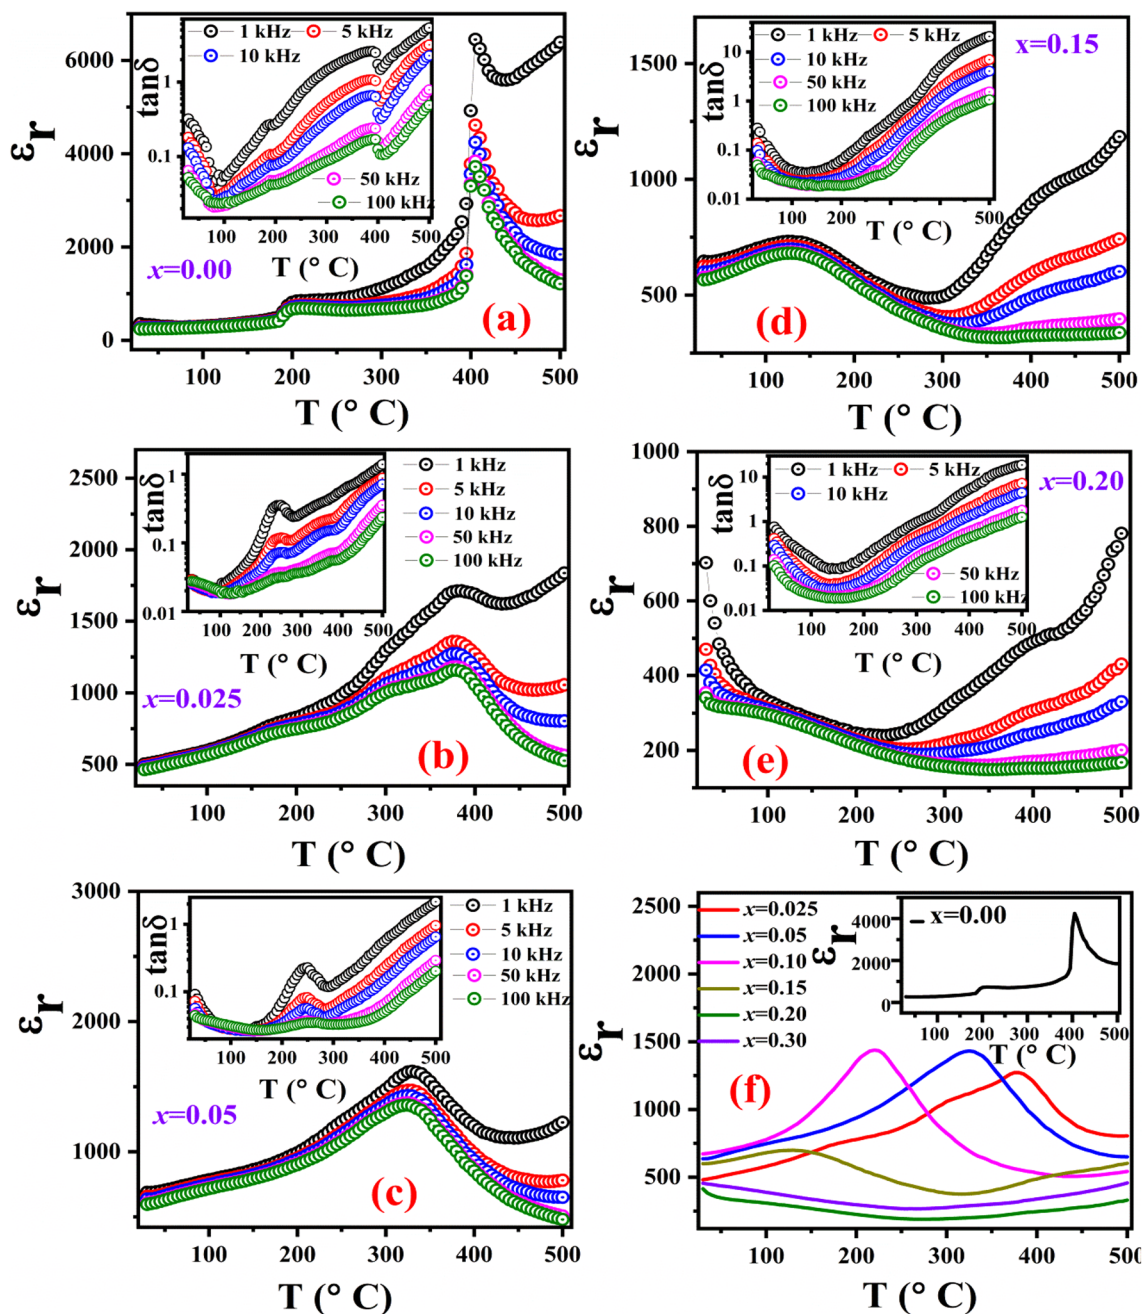 6000
4000
2000
0
εr
1 kHz
5 kHz
10 kHz
50 kHz
100 kHz
tanδ
1
0.1
100 200 300 400 500
T (° C)
x=0.00
(a)
100 200 300 400 500
T (° C)
1500
1000
500
εr
1 kHz
5 kHz
10 kHz
50 kHz
100 kHz
tanδ
10
1
0.1
0.01
100 200 500
T (° C)
x=0.15
(d)
100 200 300 400 500
T (° C)
2500
2000
1500
1000
500
εr
1 kHz
5 kHz
10 kHz
50 kHz
100 kHz
tanδ
1
0.1
0.01
100 200 300 400 500
T (° C)
x=0.025
(b)
100 200 300 400 500
T (° C)
1000
800
600
400
200
εr
1 kHz
5 kHz
10 kHz
50 kHz
100 kHz
tanδ
10
1
0.1
0.01
100 200 300 400 500
T (° C)
x=0.20
(e)
100 200 300 400 500
T (° C)
3000
2000
1000
εr
1 kHz
5 kHz
10 kHz
50 kHz
100 kHz
tanδ
1
0.1
100 200 300 400 500
T (° C)
x=0.05
(c)
100 200 300 400 500
T (° C)
2500
2000
1500
1000
500
εr
x=0.025
x=0.05
x=0.10
x=0.15
x=0.20
x=0.30
x=0.00
εr
4000
2000
0
100 200 300 400 500
T (° C)
(f)
100 200 300 400 500
T (° C)